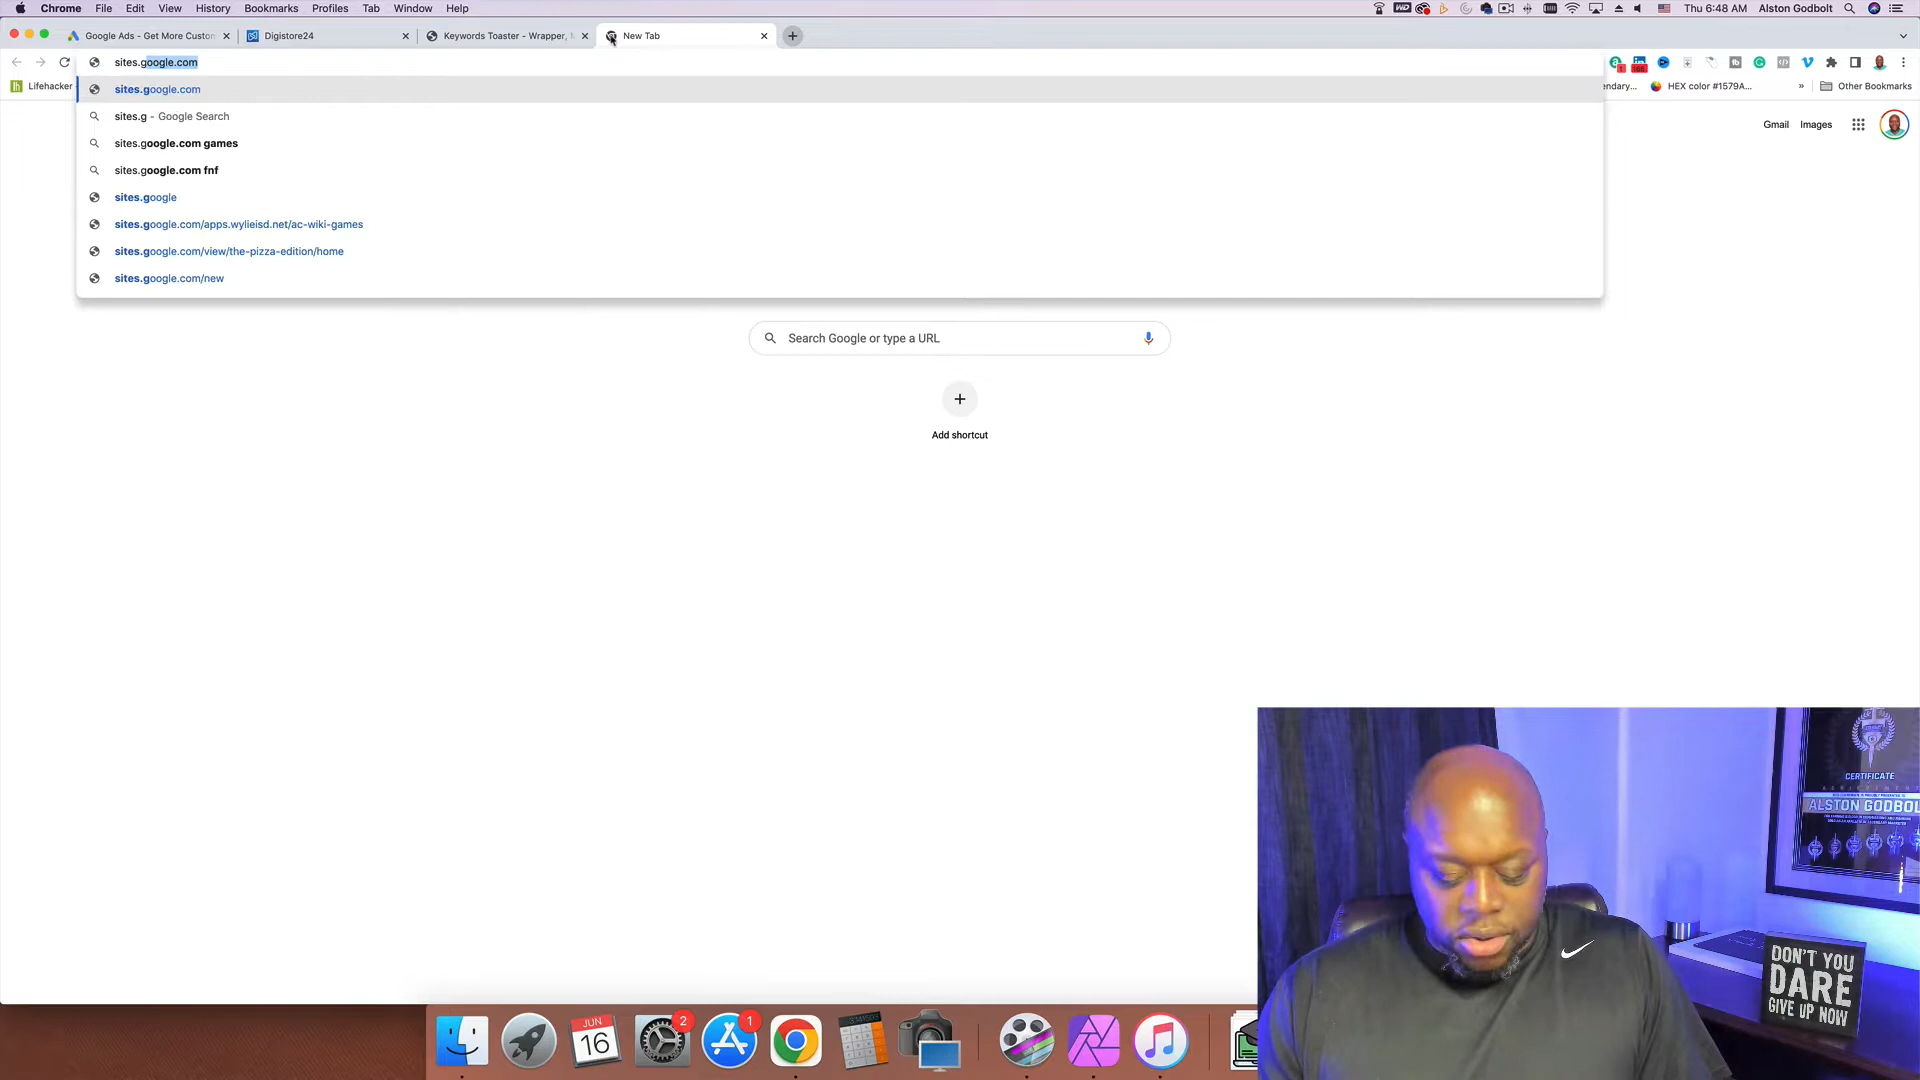 Chrome File Edit View History Bookmarks Profiles Tab Window Help
Thu 6:48 AM Alston Godbolt
Google Ads - Get More Custon
Digistore24
Keywords Toaster - Wrapper,
New Tab
sites.google.com
Lifehacker
endary...
HEX color #1579A...
»
Other Bookmarks
sites.google.com
sites.g - Google Search
sites.google.com games
sites.google.com fnf
sites.google
sites.google.com/apps.wylieisd.net/ac-wiki-games
sites.google.com/view/the-pizza-edition/home
sites.google.com/new
Gmail Images
Search Google or type a URL
Add shortcut
CERTIFICATE
ALSTON GODBOL
DON'T YOU
DARE
GIVE UP NOW
JUN
16
2
1